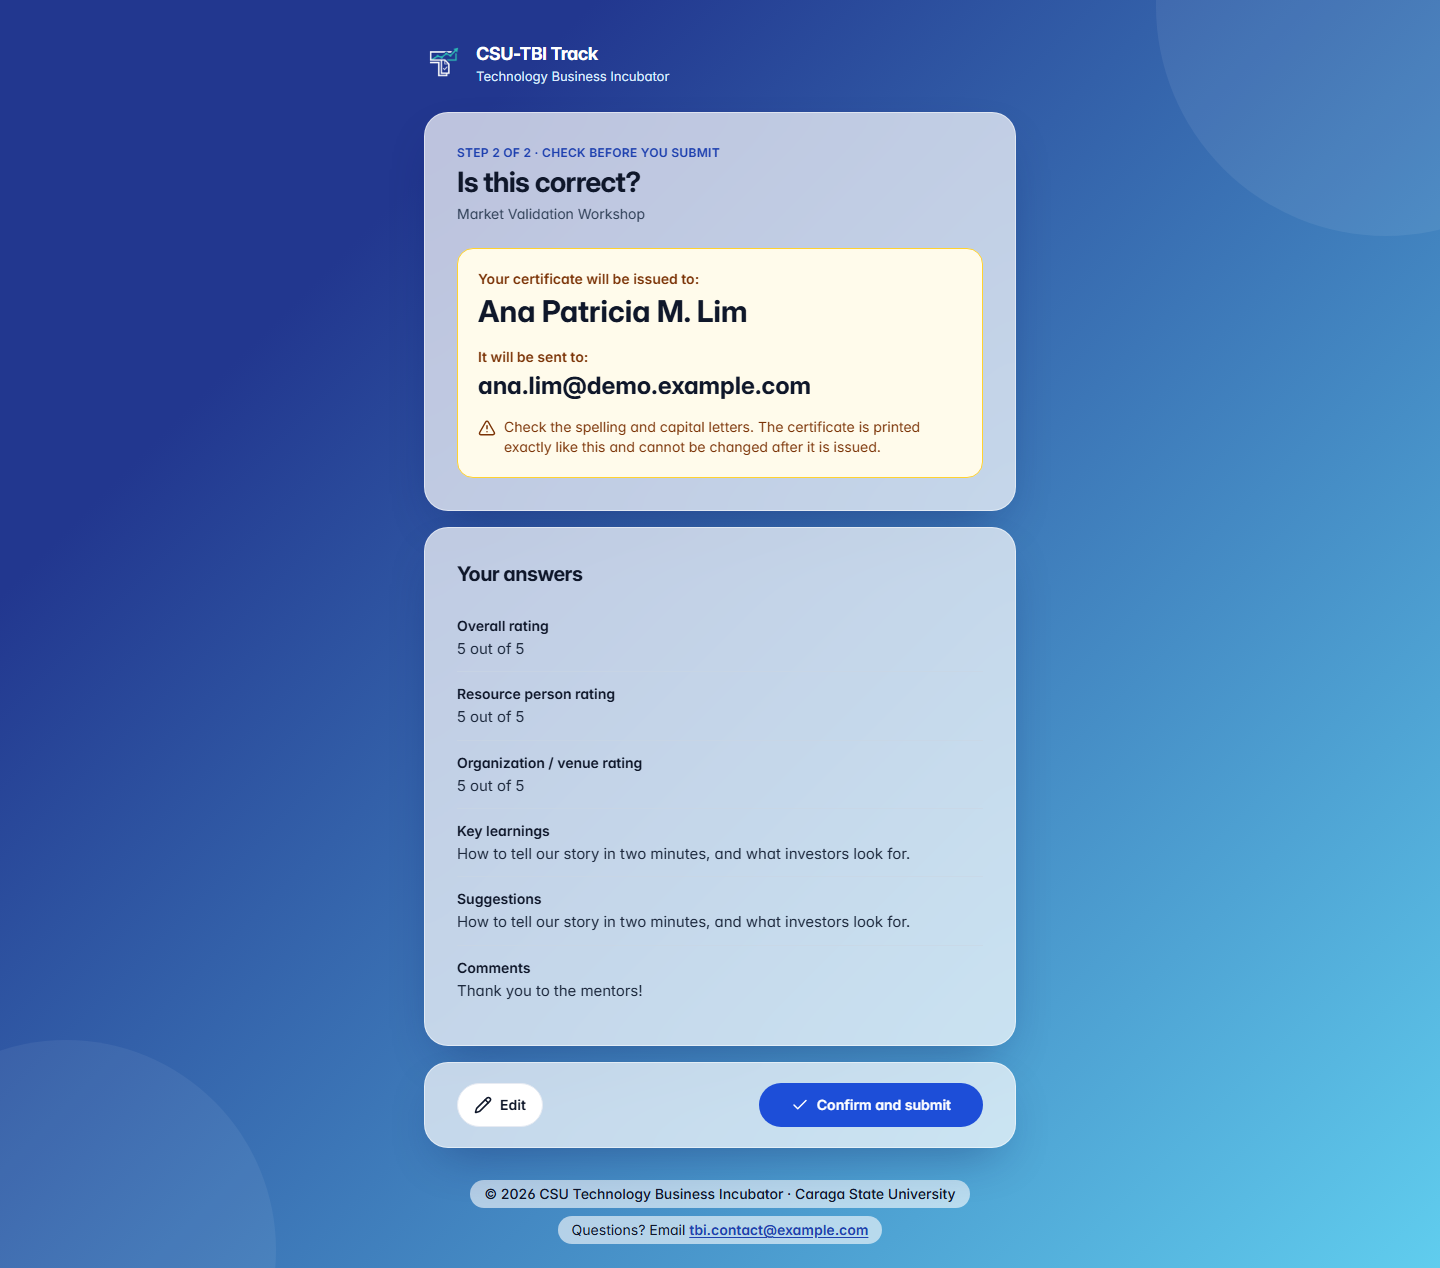 CSU-TBI Track
Technology Business Incubator
STEP 2 OF 2 · CHECK BEFORE YOU SUBMIT
Is this correct?
Market Validation Workshop
Your certificate will be issued to:
Ana Patricia M. Lim
It will be sent to:
ana.lim@demo.example.com
Check the spelling and capital letters. The certificate is printed
exactly like this and cannot be changed after it is issued.
Your answers
Overall rating
5 out of 5
Resource person rating
5 out of 5
Organization / venue rating
5 out of 5
Key learnings
How to tell our story in two minutes, and what investors look for.
Suggestions
How to tell our story in two minutes, and what investors look for.
Comments
Thank you to the mentors!
Edit
Confirm and submit
© 2026 CSU Technology Business Incubator · Caraga State University
Questions? Email tbi.contact@example.com